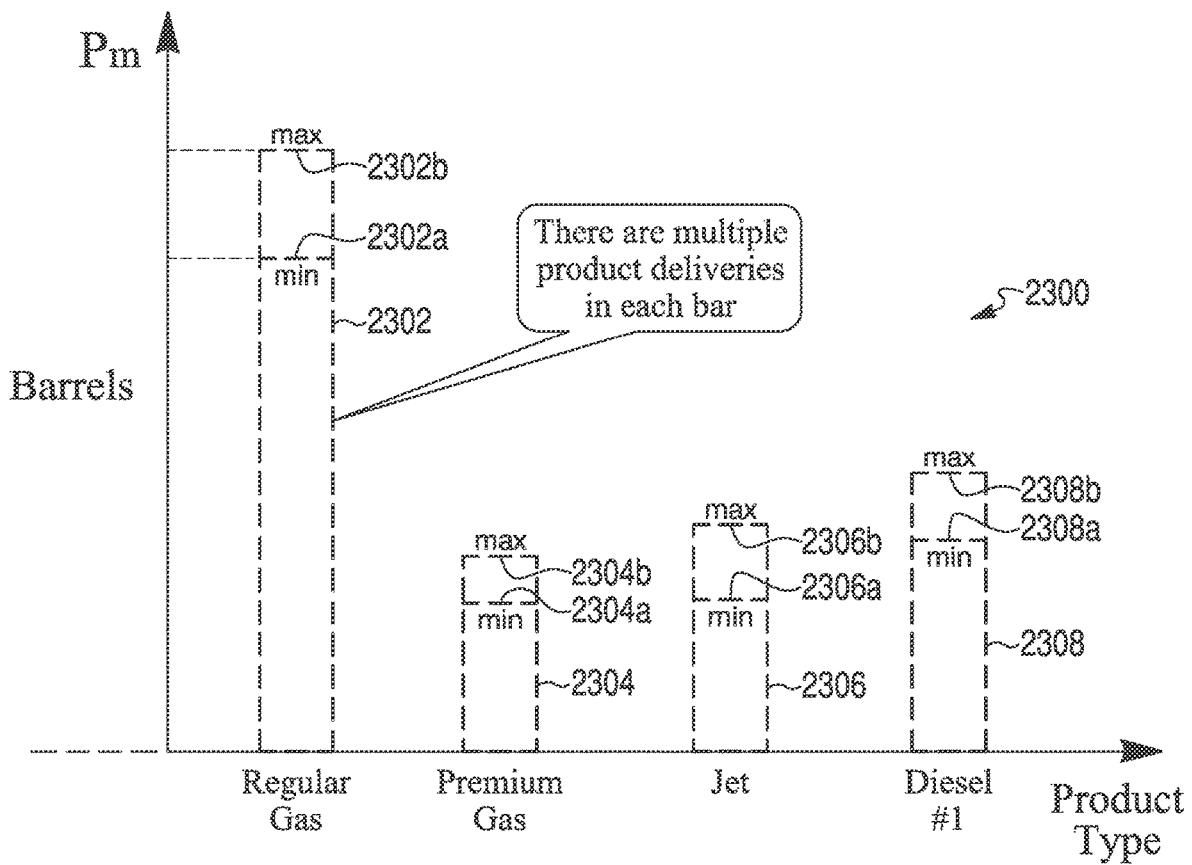 Pm
max
2302b
2302a
min
2302
There are multiple
product deliveries
in each bar
2300
Barrels
max
2308b
2308a
min
2308
max
2306b
2306a
min
2306
max
2304b
2304a
min
2304
Regular
Gas
Premium
Gas
Jet
Diesel
#1
Product
Type